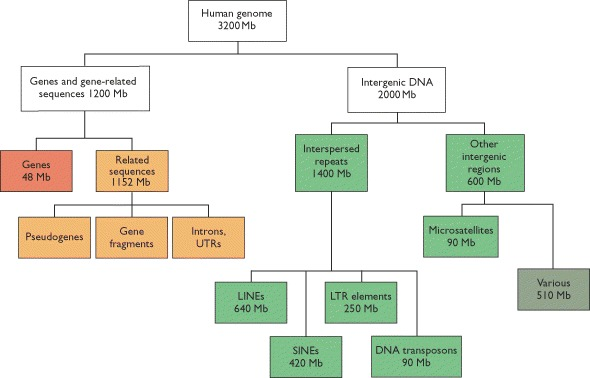 Human genome
3200 Mb
Genes and gene-related
sequences 1200 Mb
Intergenic DNA
2000 Mb
Genes
48 Mb
Related
sequences
1152 Mb
Interspersed
repeats
1400 Mb
Other
intergenic
regions
600 Mb
Pseudogenes
Gene
fragments
Introns,
UTRs
Microsatellites
90 Mb
Various
510 Mb
LINEs
640 Mb
LTR elements
250 Mb
SINEs
420 Mb
DNA transposons
90 Mb